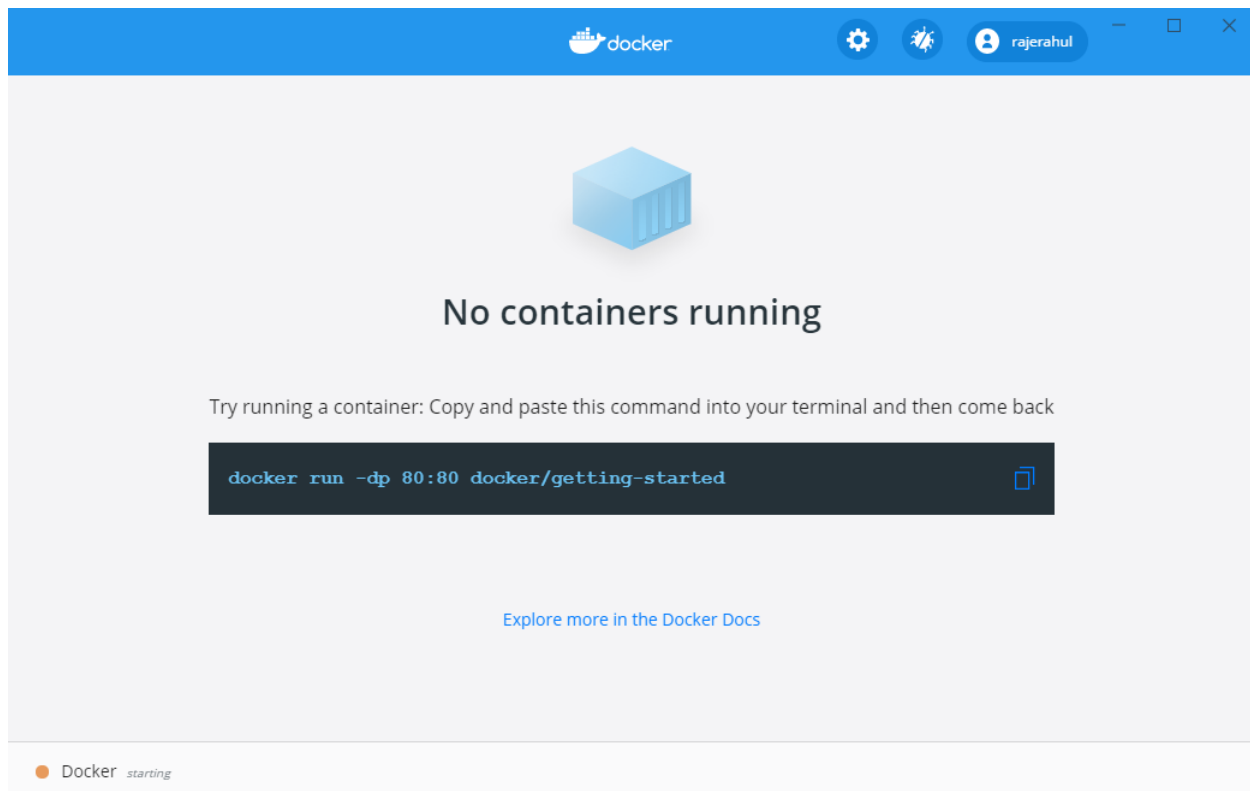 docker
rajerahul
No containers running
Try running a container: Copy and paste this command into your terminal and then come back
docker run -dp 80:80 docker/getting-started
Explore more in the Docker Docs
Docker starting